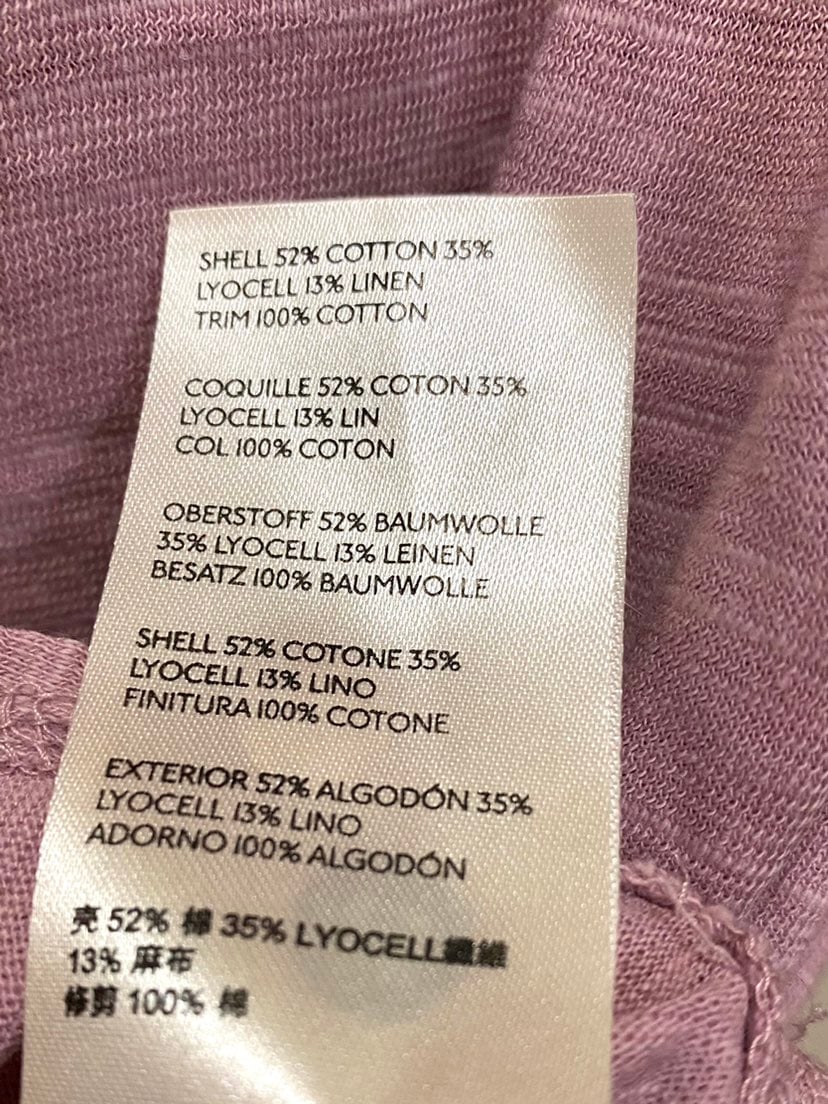 SHELL 52% COTTON 35%
LYOCELL 13% LINEN
TRIM 100% COTTON
COQUILLE 52% COTON 35%
LYOCELL 13% LIN
COL 100% COTON
OBERSTOFF 52% BAUMWOLLE
35% LYOCELL 13% LEINEN
BESATZ 100% BAUMWOLLE
SHELL 52% COTONE 35%
LYOCELL 13% LINO
FINITURA 100% COTONE
EXTERIOR 52% ALGODÓN 35%
LYOCELL 13% LINO
ADORNO 100% ALGODÓN
壳 52% 棉 35% LYOCELL纖維
13% 麻布
修剪 100% 棉